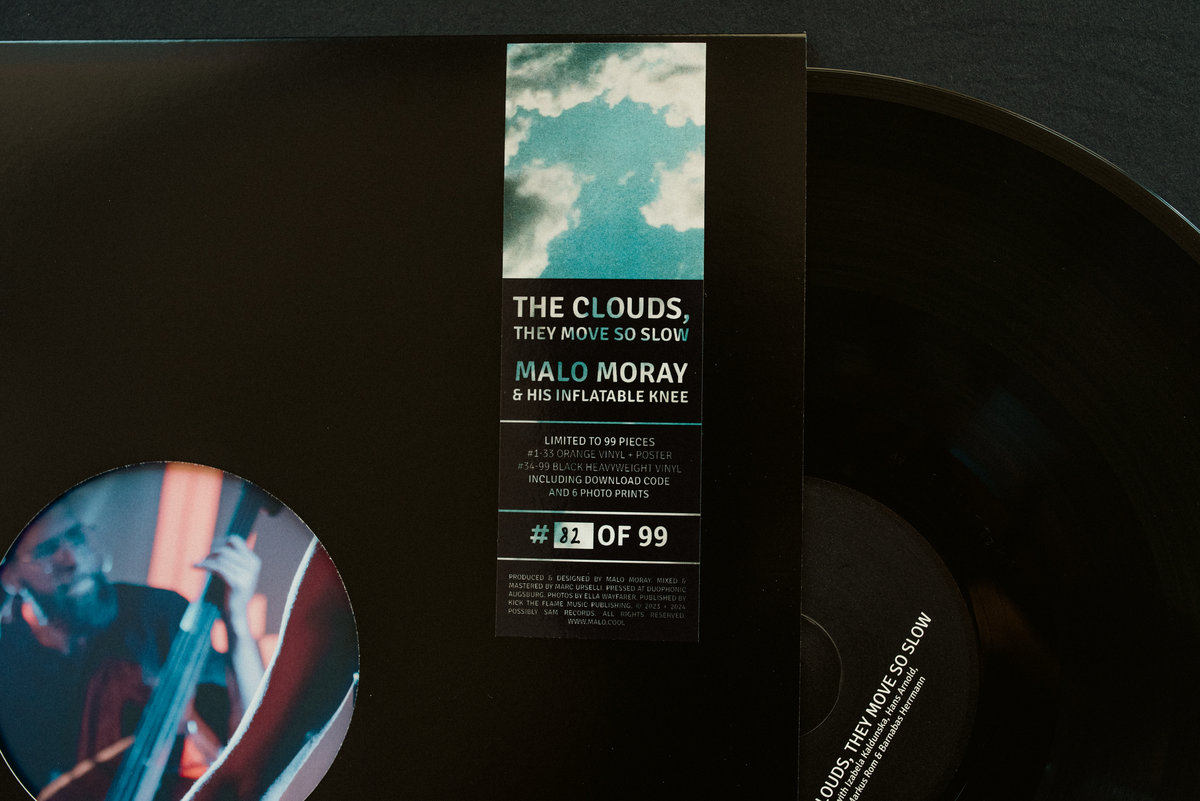 THE CLOUDS,
THEY MOVE SO SLOW
MALO MORAY
& HIS INFLATABLE KNEE
LIMITED TO 99 PIECES
#1-33 ORANGE VINYL + POSTER
#34-99 BLACK HEAVYWEIGHT VINYL
INCLUDING DOWNLOAD CODE
AND 6 PHOTO PRINTS
# 82 OF 99
PRODUCED & DESIGNED BY MALO MORAY. MIXED &
MASTERED BY MARC URSELLI. PRESSED AT DUOPHONIC
AUGSBURG. PHOTOS BY ELLA WAYFARER. PUBLISHED BY
KICK THE FLAME MUSIC PUBLISHING. © 2023 + 2024
POSSIBLY SAM RECORDS. ALL RIGHTS RESERVED.
WWW.MALO.COOL
LOUDS, THEY MOVE SO SLOW
with Izabela Kałduńska, Hans Arnold,
Markus Rom & Barnabas Herrmann